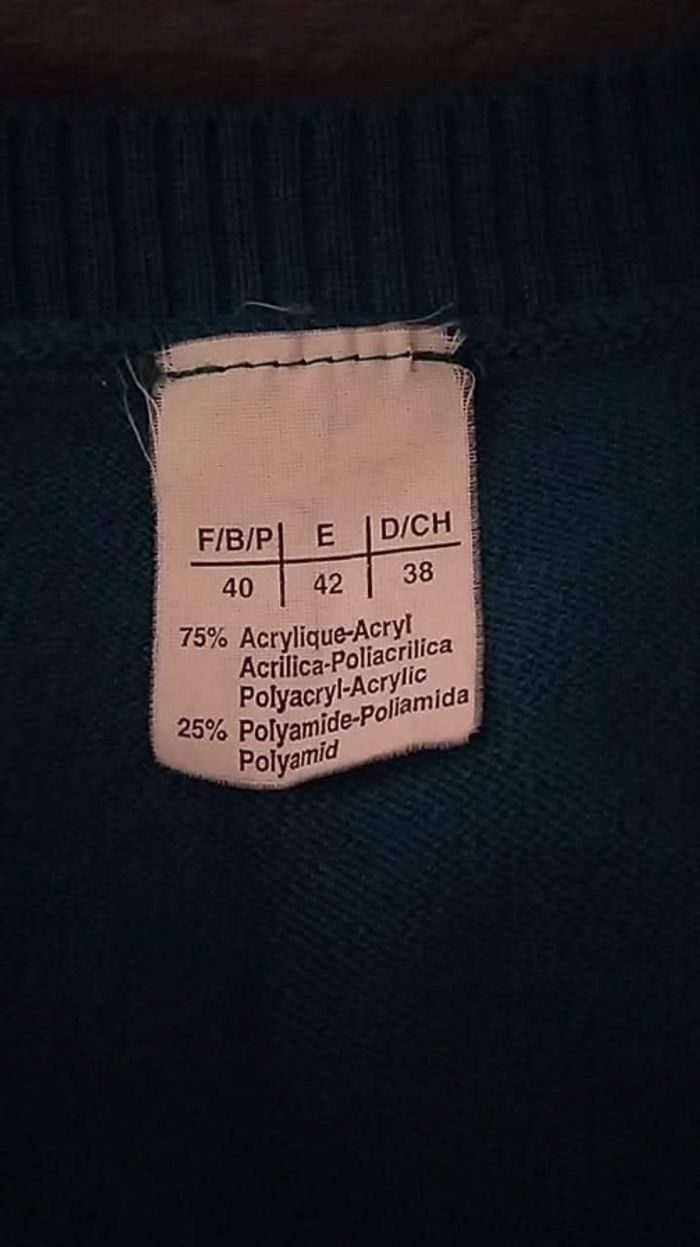 F/B/P E D/CH
40 42 38
75% Acrylique-Acryl
Acrilica-Poliacrilica
Polyacryl-Acrylic
25% Polyamide-Poliamida
Polyamid